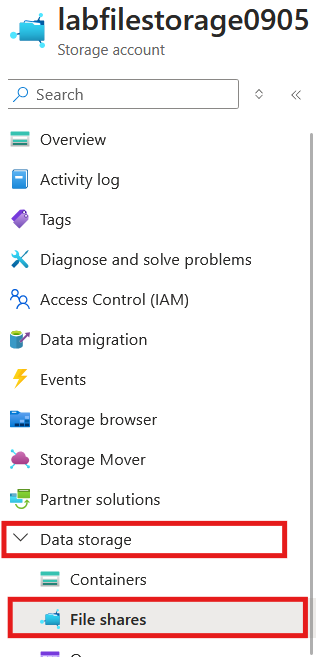 labfilestorage0905
Storage account
Search
Overview
Activity log
Tags
Diagnose and solve problems
Access Control (IAM)
Data migration
Events
Storage browser
Storage Mover
Partner solutions
Data storage
Containers
File shares